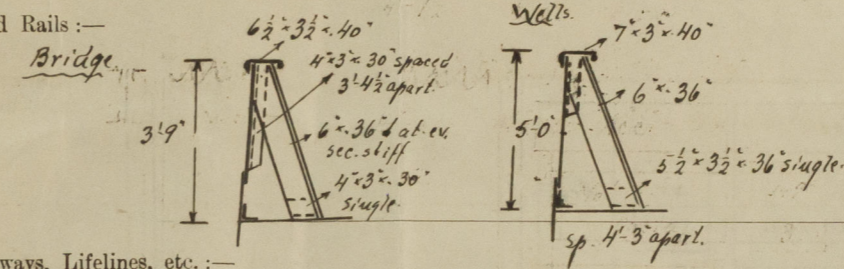 d Rails :—
Bridge
6½"×3½"×.40"
4"×3"×.30" spaced
3'-4½" apart.
3'9"
6"×.36" at ev.
sec. stiff
4"×3"×.30"
single.
Wells.
7"×3"×.40"
6"×.36"
5'-0"
5½"×3½"×.36" single.
sp. 4'-3" apart.
ways, Lifelines, etc. :—